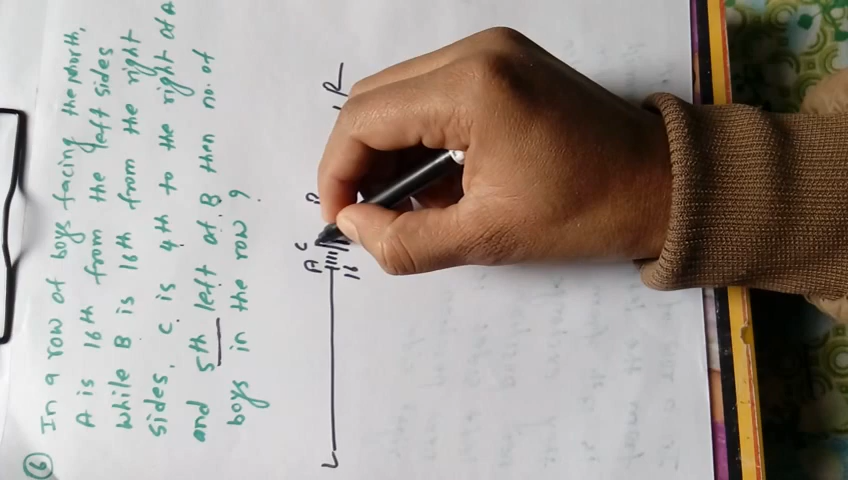 6 In a row of boys facing the North,
A is 16th from the left sides
while B is 16th from the right
sides, C is 4th to the right of A
and 5th left of B then no. of
boys in the row ?
L A C B R
16